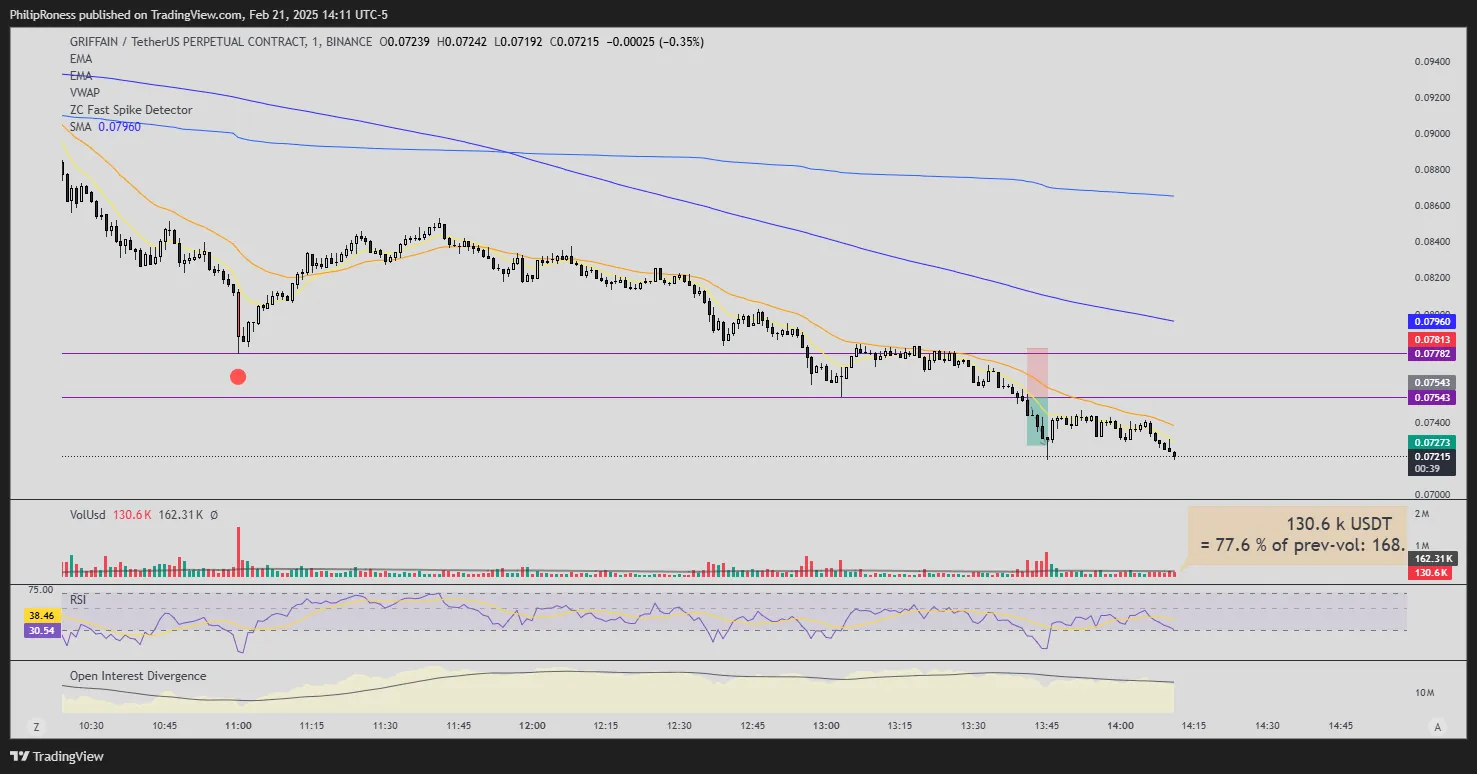 PhilipRoness published on TradingView.com, Feb 21, 2025 14:11 UTC-5
GRIFFAIN / TetherUS PERPETUAL CONTRACT, 1, BINANCE O0.07239 H0.07242 L0.07192 C0.07215 −0.00025 (−0.35%)
EMA
EMA
VWAP
ZC Fast Spike Detector
SMA 0.07960
0.09400
0.09200
0.09000
0.08800
0.08600
0.08400
0.08200
0.08000
0.07960
0.07813
0.07782
0.07543
0.07543
0.07400
0.07273
0.07215
00:39
0.07000
VolUsd 130.6 K 162.31 K Ø
130.6 k USDT
= 77.6 % of prev-vol: 168.
2 M
1 M
162.31 K
130.6 K
75.00
RSI
38.46
30.54
Open Interest Divergence
10 M
Z 10:30 10:45 11:00 11:15 11:30 11:45 12:00 12:15 12:30 12:45 13:00 13:15 13:30 13:45 14:00 14:15 14:30 14:45 A
TradingView